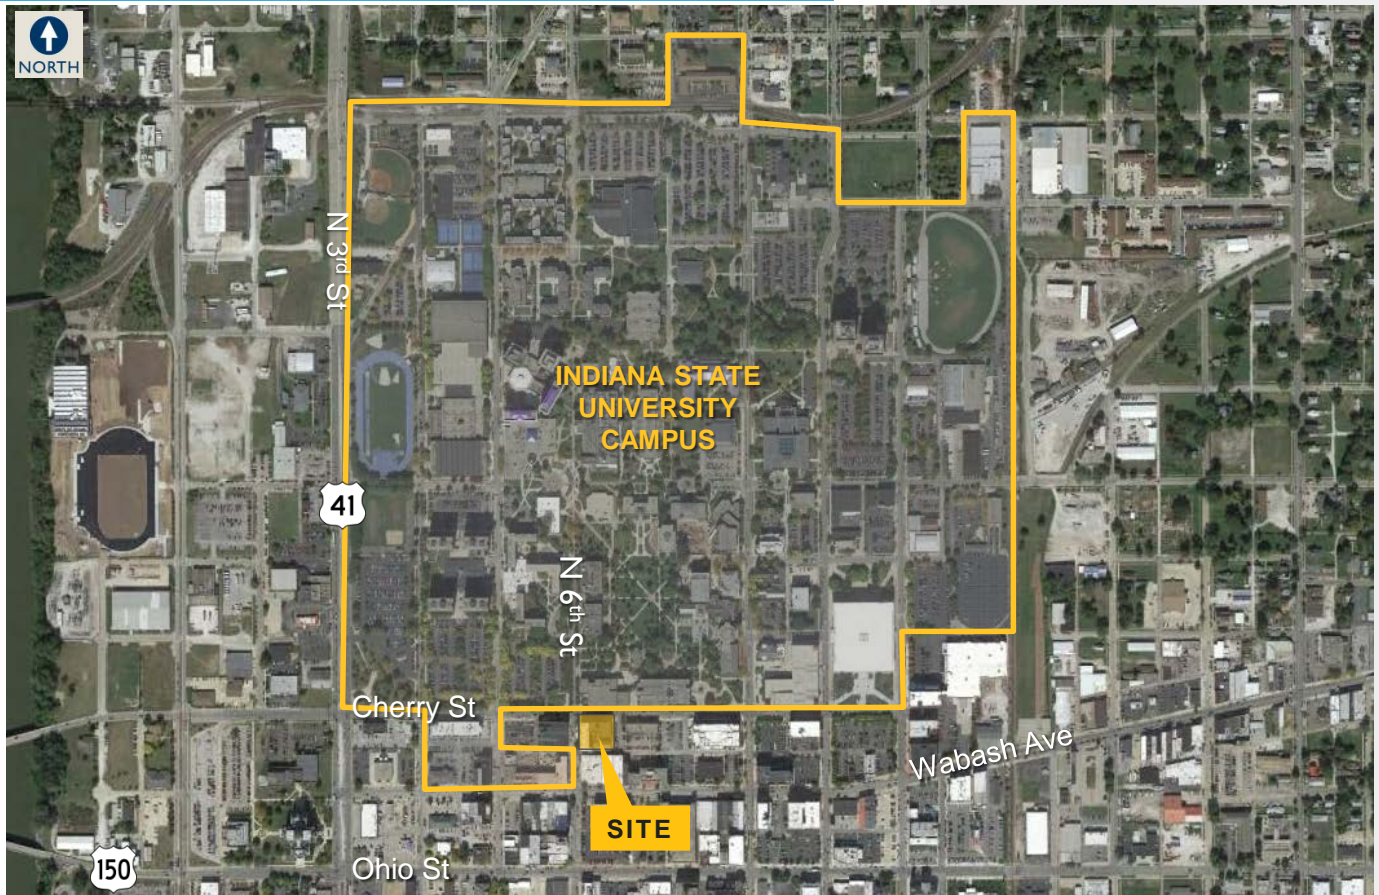 NORTH
N 3rd St
INDIANA STATE
UNIVERSITY
CAMPUS
41
N 6th St
Cherry St
Wabash Ave
SITE
150
Ohio St